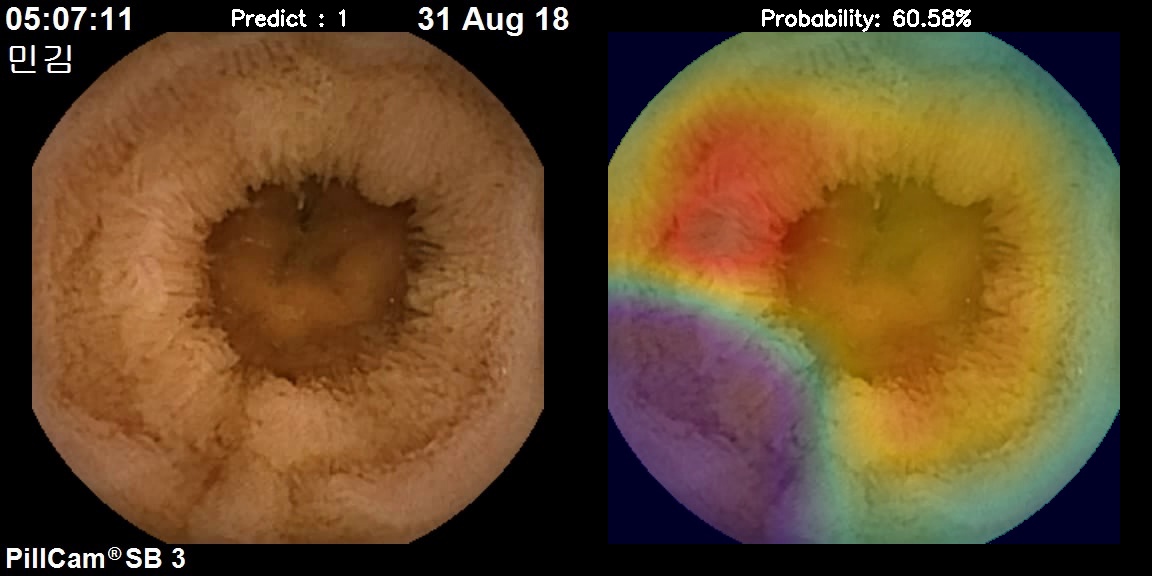 05:07:11 Predict : 1 31 Aug 18 Probability: 60.58%
민김
PillCam® SB 3